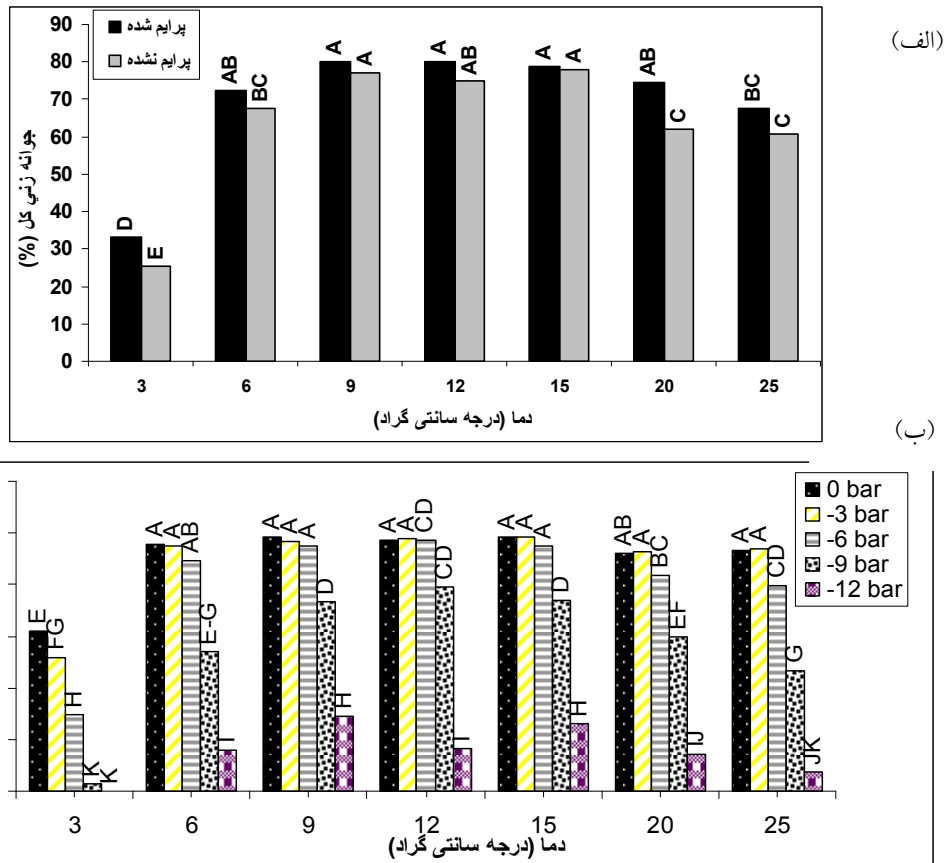 (الف)
90
80
70
60
50
40
30
20
10
0
جوانه زني كل (%)
پرایم شده
پرایم نشده
D E
AB BC
A A
A AB
A A
AB C
BC C
3 6 9 12 15 20 25
دما (درجه سانتی گراد)
(ب)
0 bar
-3 bar
-6 bar
-9 bar
-12 bar
E FG H K K
A A AB E-G I
A A A D H
A A CD CD I
A A A D H
AB A BC EF IJ
A A CD G JK
3 6 9 12 15 20 25
دما (درجه سانتی گراد)